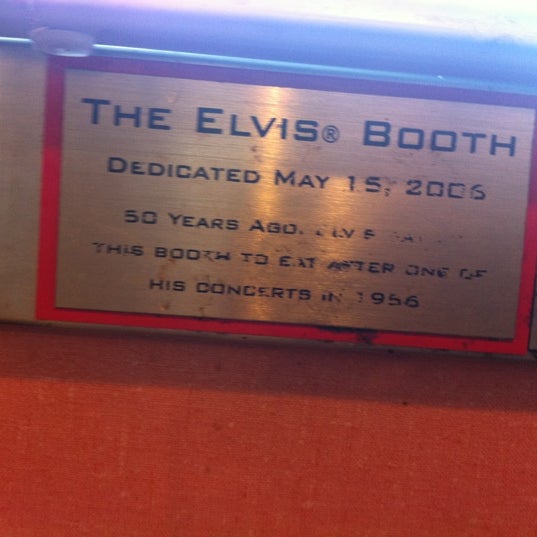 THE ELVIS® BOOTH
DEDICATED MAY 15, 2006
50 YEARS AGO, ELVIS
THIS BOOTH TO EAT AFTER ONE OF
HIS CONCERTS IN 1956